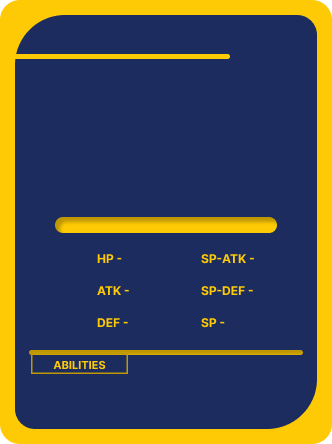 HP -
SP-ATK -
ATK -
SP-DEF -
DEF -
SP -
ABILITIES